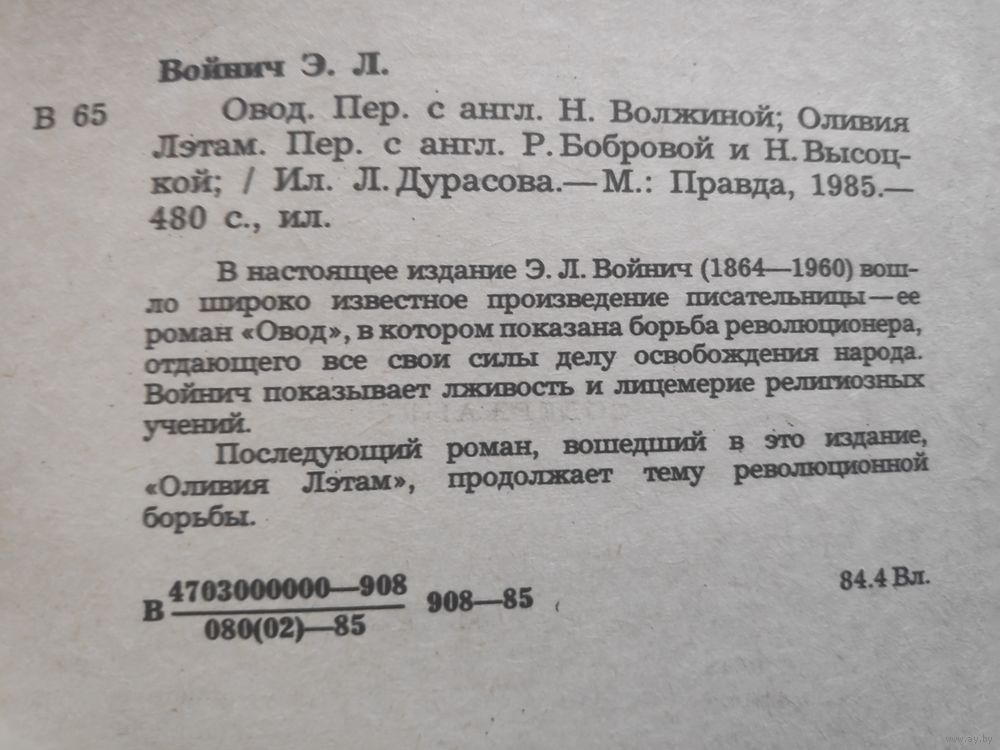 Войнич Э. Л.
В 65 Овод. Пер. с англ. Н. Волжиной; Оливия
Лэтам. Пер. с англ. Р. Бобровой и Н. Высоц-
кой; / Ил. Л. Дурасова.— М.: Правда, 1985.—
480 с., ил.
В настоящее издание Э. Л. Войнич (1864—1960) вош-
ло широко известное произведение писательницы — ее
роман «Овод», в котором показана борьба революционера,
отдающего все свои силы делу освобождения народа.
Войнич показывает лживость и лицемерие религиозных
учений.
Последующий роман, вошедший в это издание,
«Оливия Лэтам», продолжает тему революционной
борьбы.
В 4703000000—908
080(02)—85
908—85
84.4 Вл.
www.ay.by